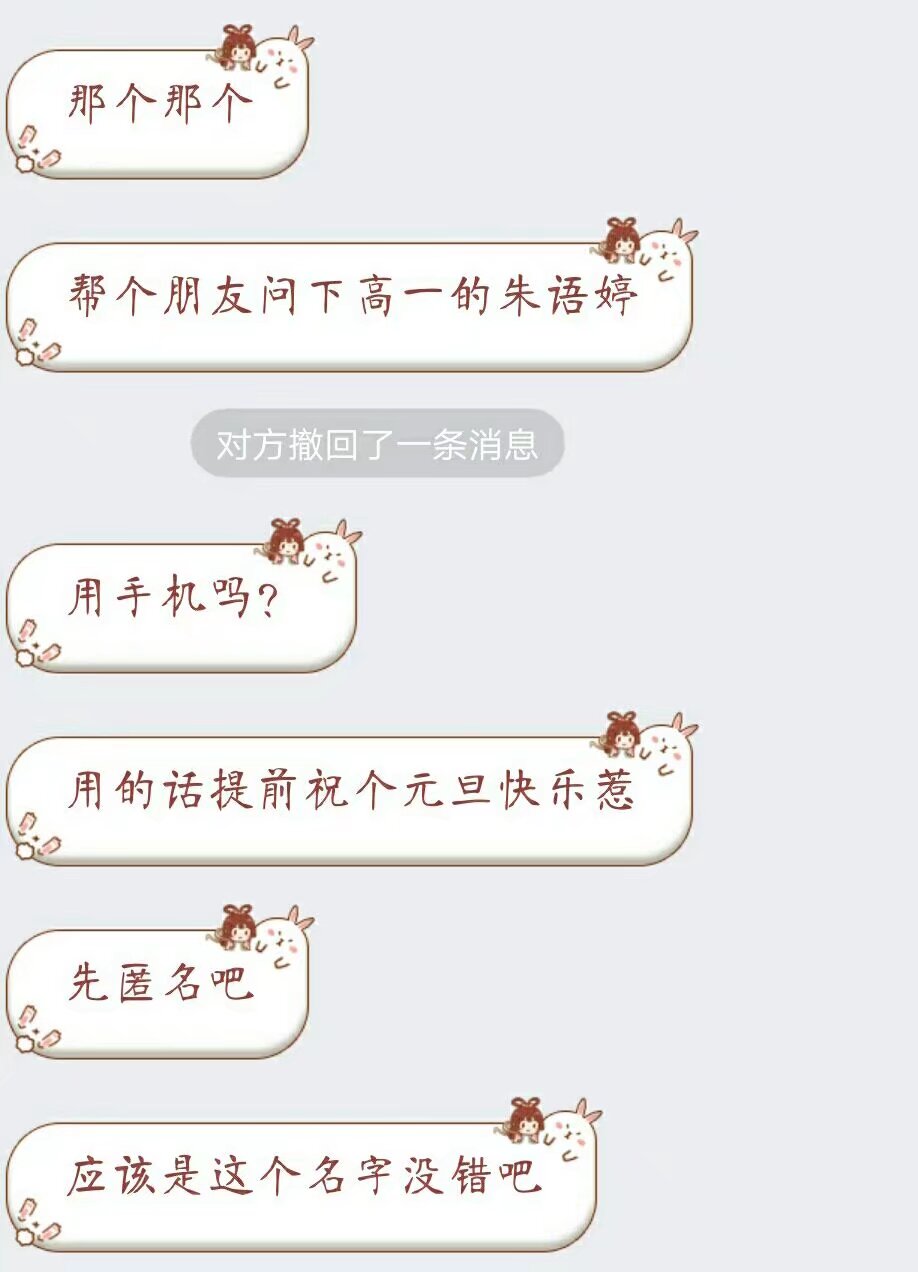 那个那个
帮个朋友问下高一的朱语婷
对方撤回了一条消息
用手机吗?
用的话提前祝个元旦快乐惹
先匿名吧
应该是这个名字没错吧